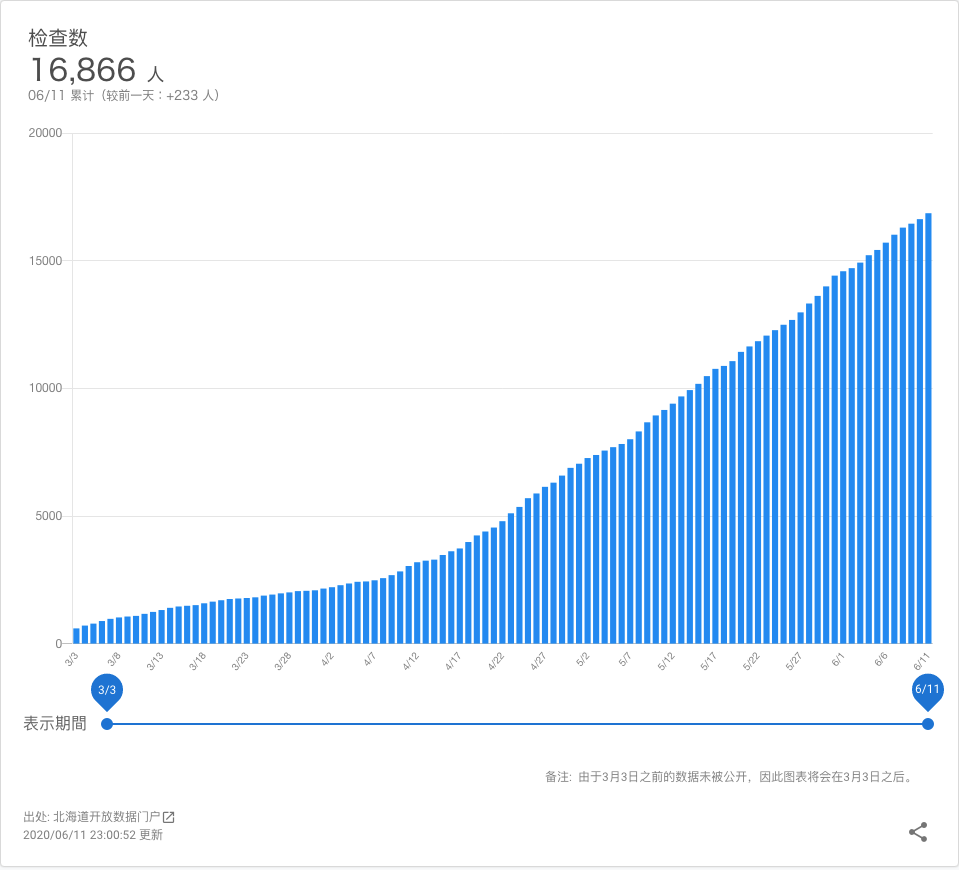 检查数
16,866 人
06/11 累计（较前一天：+233 人）
20000
15000
10000
5000
0
3/3 3/8 3/13 3/18 3/23 3/28 4/2 4/7 4/12 4/17 4/22 4/27 5/2 5/7 5/12 5/17 5/22 5/27 6/1 6/6 6/11
3/3 6/11
表示期間
备注: 由于3月3日之前的数据未被公开，因此图表将会在3月3日之后。
出处: 北海道开放数据门户
2020/06/11 23:00:52 更新